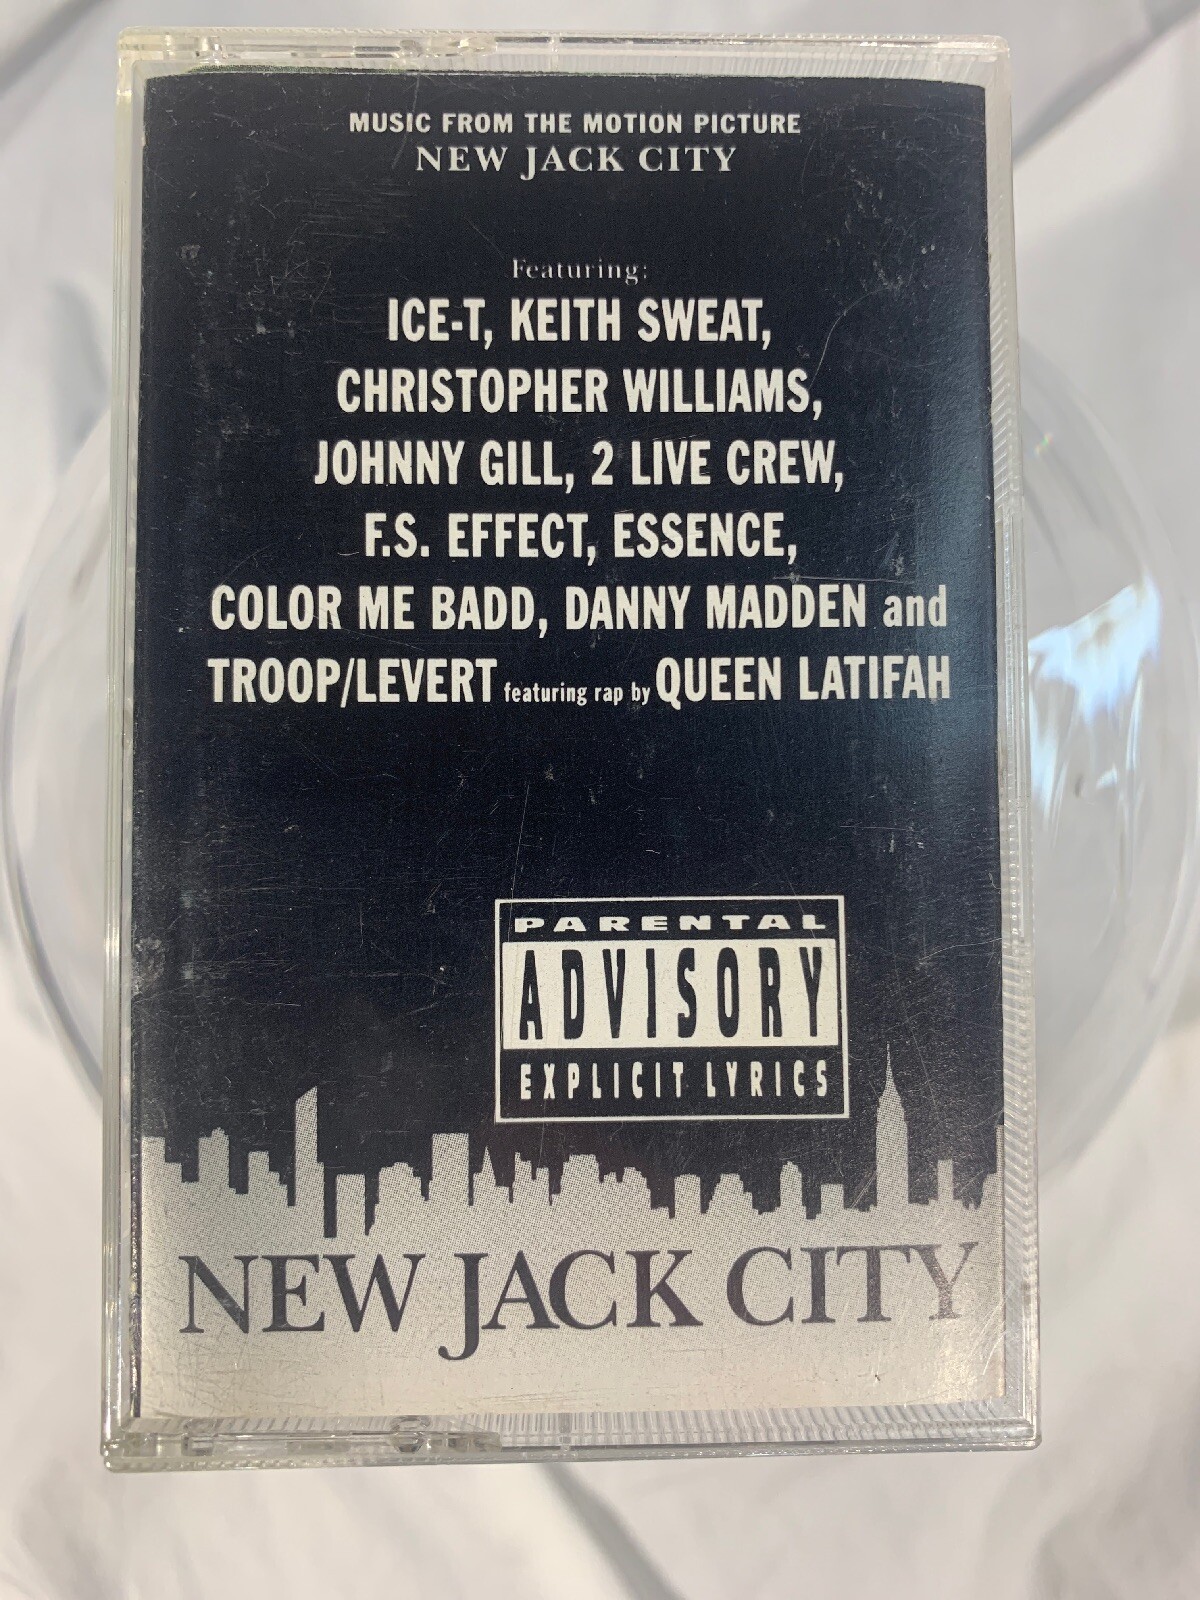 MUSIC FROM THE MOTION PICTURE
NEW JACK CITY
Featuring:
ICE-T, KEITH SWEAT,
CHRISTOPHER WILLIAMS,
JOHNNY GILL, 2 LIVE CREW,
F.S. EFFECT, ESSENCE,
COLOR ME BADD, DANNY MADDEN and
TROOP/LEVERT featuring rap by QUEEN LATIFAH
PARENTAL
ADVISORY
EXPLICIT LYRICS
NEW JACK CITY